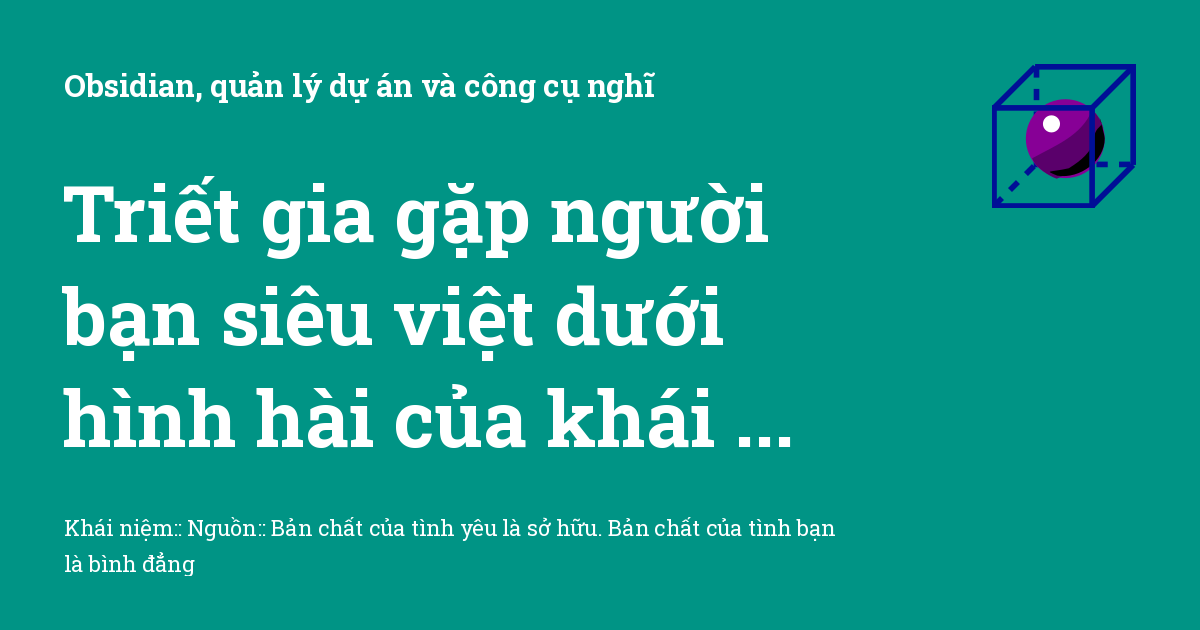 Obsidian, quản lý dự án và công cụ nghĩ
Triết gia gặp người
bạn siêu việt dưới
hình hài của khái ...
Khái niệm:: Nguồn:: Bản chất của tình yêu là sở hữu. Bản chất của tình bạn
là bình đẳng